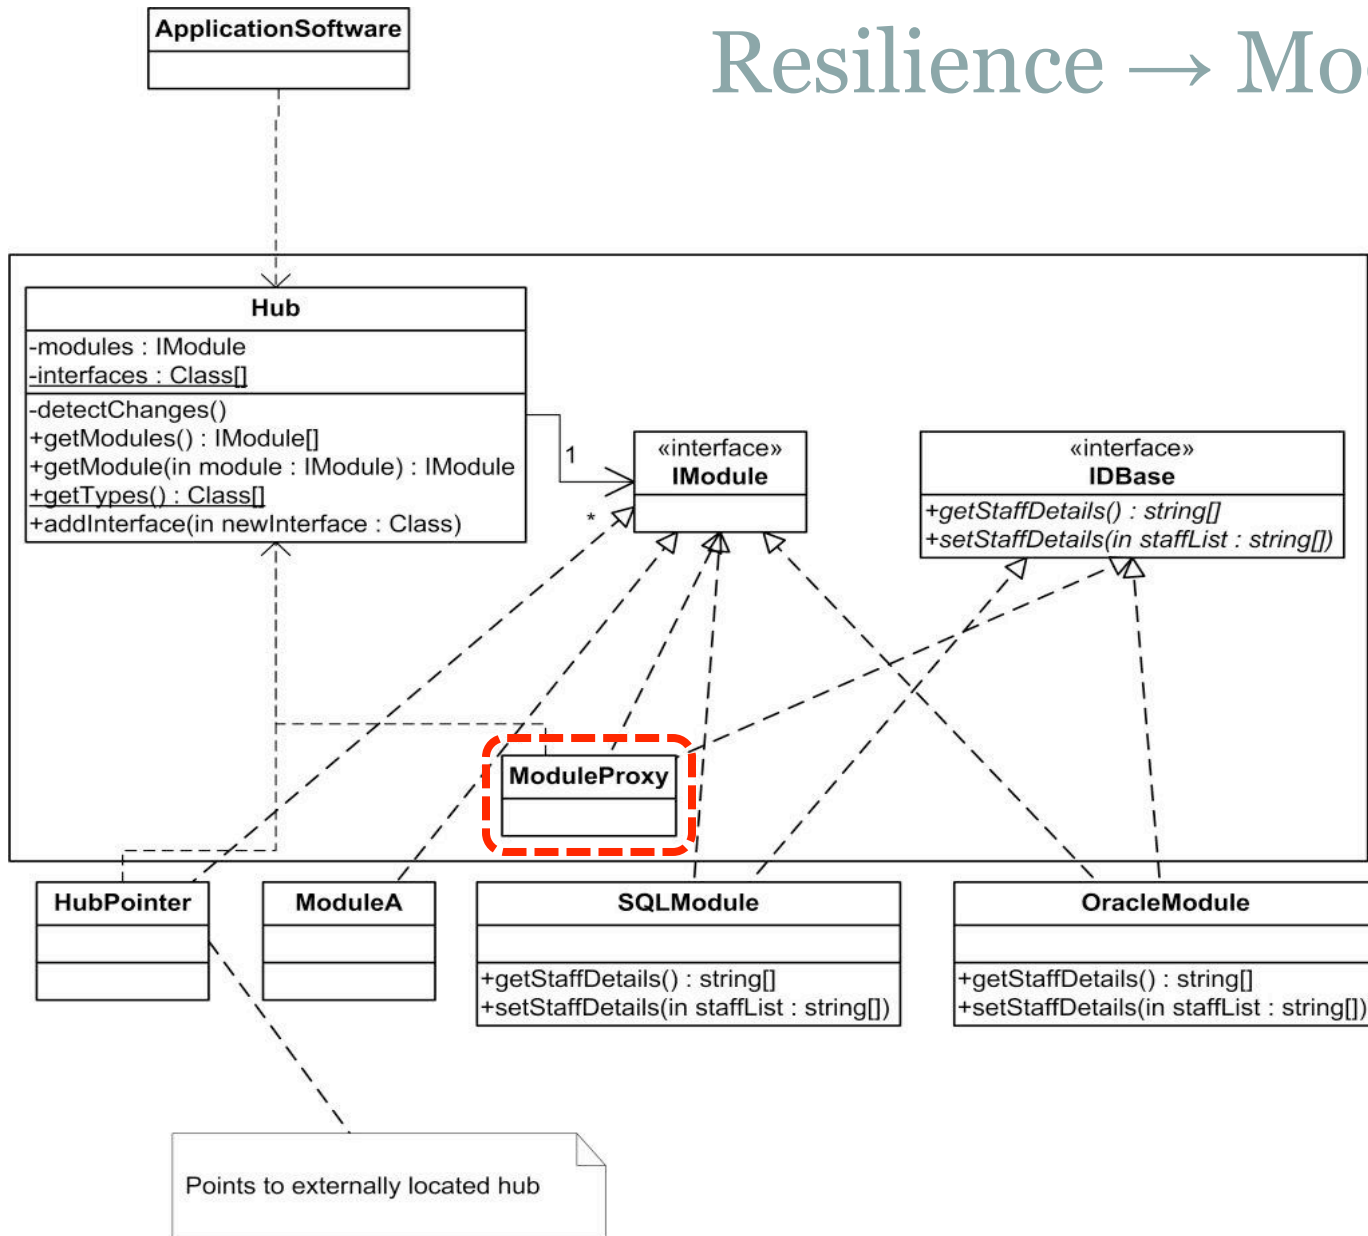 ApplicationSoftware
Resilience → Mo
Hub
-modules : IModule
-interfaces : Class[]
-detectChanges()
+getModules() : IModule[]
+getModule(in module : IModule) : IModule
+getTypes() : Class[]
+addInterface(in newInterface : Class)
1
*
«interface»
IModule
«interface»
IDBase
+getStaffDetails() : string[]
+setStaffDetails(in staffList : string[])
ModuleProxy
HubPointer
ModuleA
SQLModule
+getStaffDetails() : string[]
+setStaffDetails(in staffList : string[])
OracleModule
+getStaffDetails() : string[]
+setStaffDetails(in staffList : string[])
Points to externally located hub